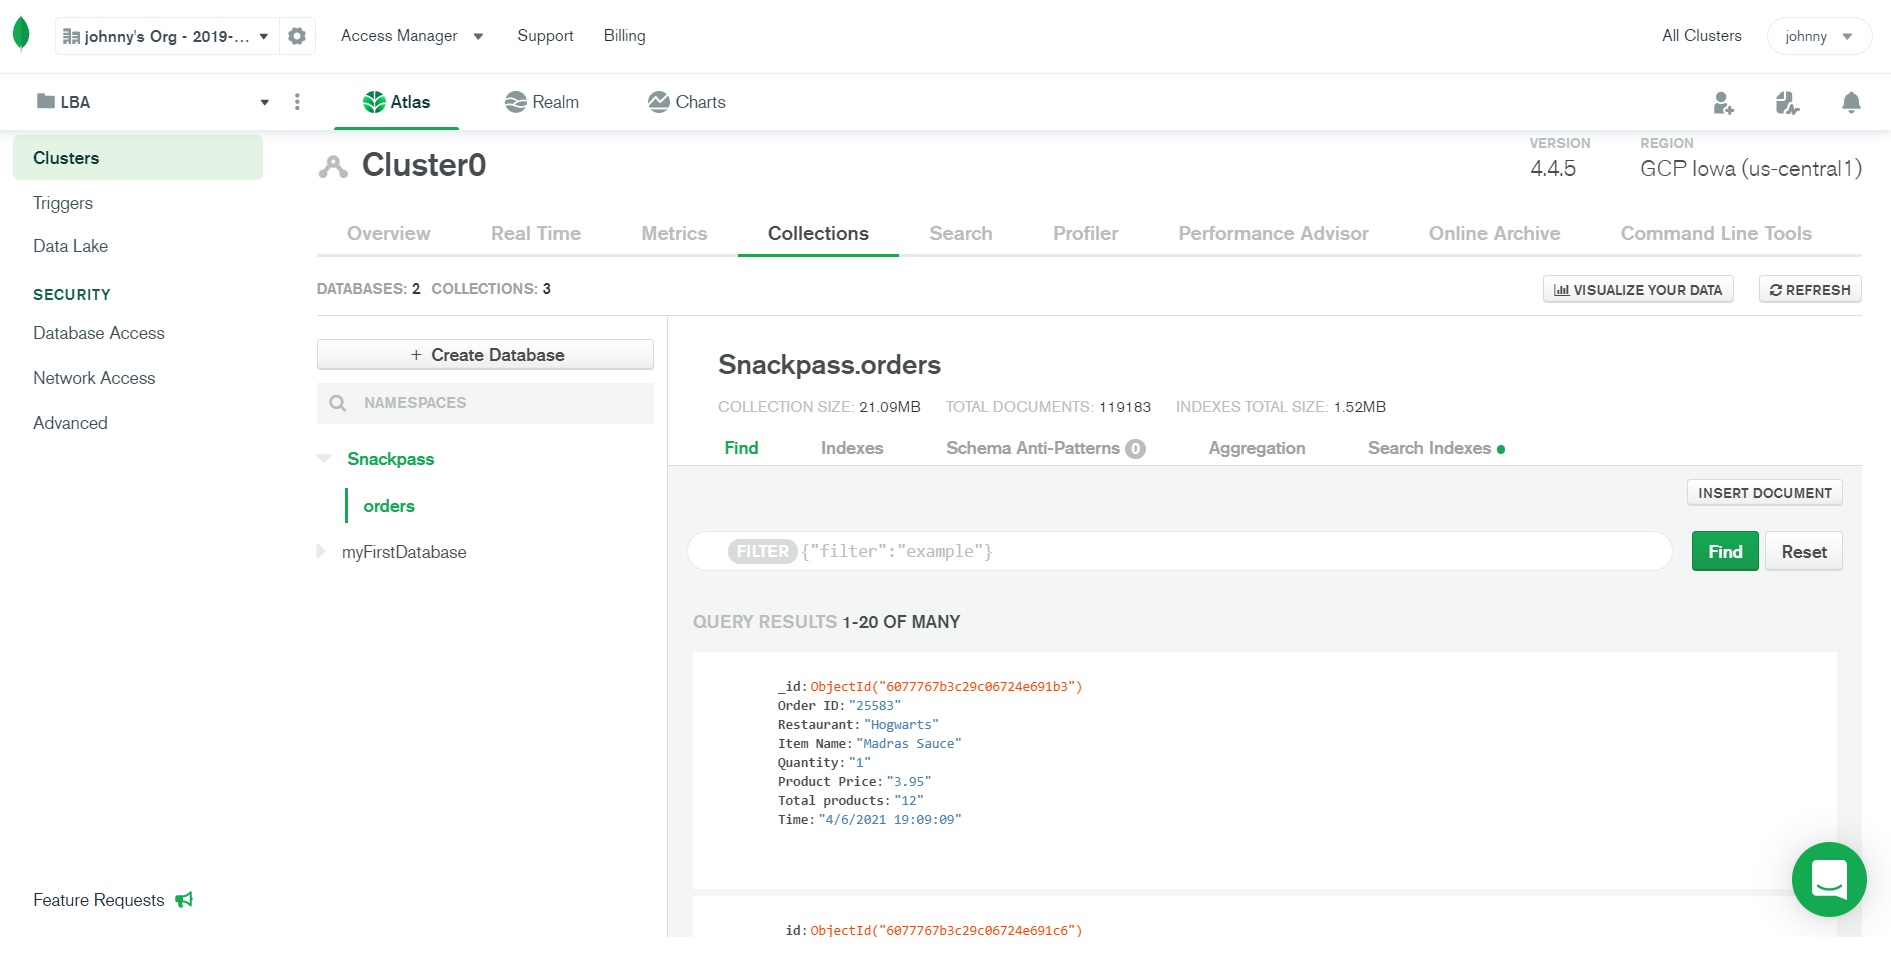 johnny's Org - 2019-...
Access Manager
Support
Billing
All Clusters
johnny
LBA
Atlas
Realm
Charts
Clusters
Triggers
Data Lake
SECURITY
Database Access
Network Access
Advanced
Feature Requests
Cluster0
VERSION
4.4.5
REGION
GCP Iowa (us-central1)
Overview
Real Time
Metrics
Collections
Search
Profiler
Performance Advisor
Online Archive
Command Line Tools
DATABASES: 2 COLLECTIONS: 3
VISUALIZE YOUR DATA
REFRESH
+ Create Database
NAMESPACES
Snackpass
orders
myFirstDatabase
Snackpass.orders
COLLECTION SIZE: 21.09MB TOTAL DOCUMENTS: 119183 INDEXES TOTAL SIZE: 1.52MB
Find
Indexes
Schema Anti-Patterns 0
Aggregation
Search Indexes
INSERT DOCUMENT
FILTER {"filter":"example"}
Find
Reset
QUERY RESULTS 1-20 OF MANY
_id: ObjectId("6077767b3c29c06724e691b3")
Order ID: "25583"
Restaurant: "Hogwarts"
Item Name: "Madras Sauce"
Quantity: "1"
Product Price: "3.95"
Total products: "12"
Time: "4/6/2021 19:09:09"
id: ObjectId("6077767b3c29c06724e691c6")